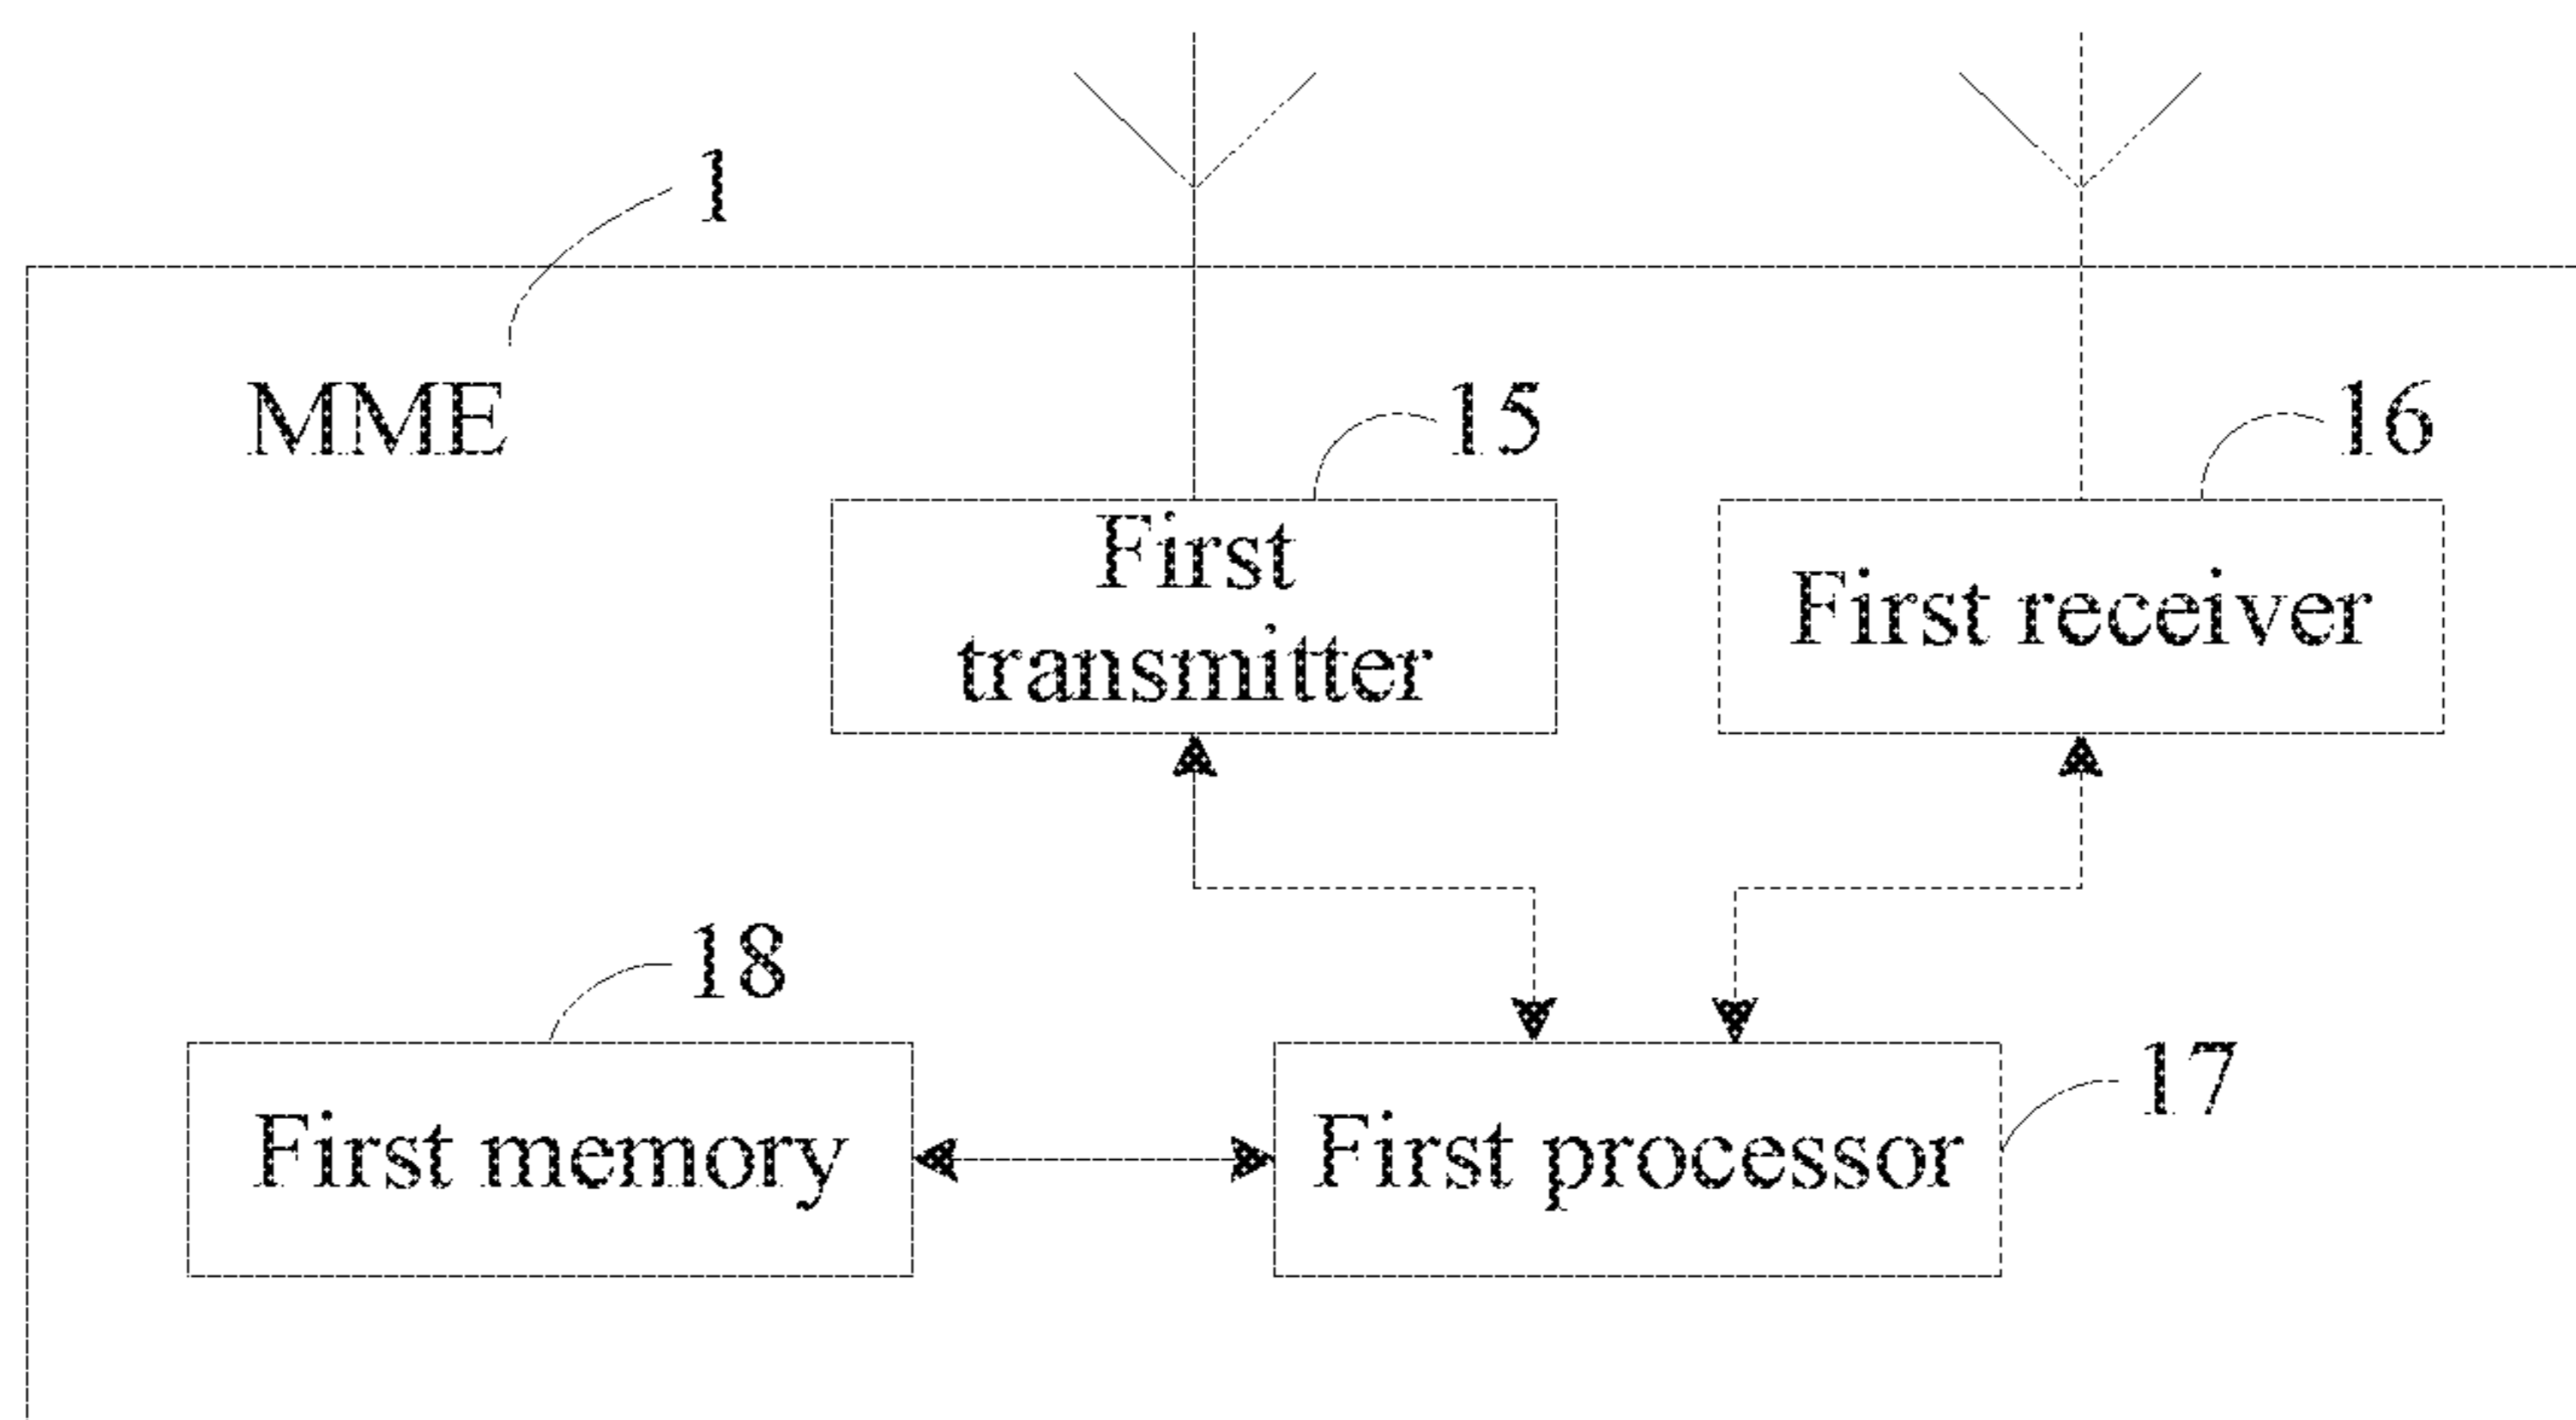 1
MME
15
16
First
transmitter
First receiver
18
17
First memory
First processor